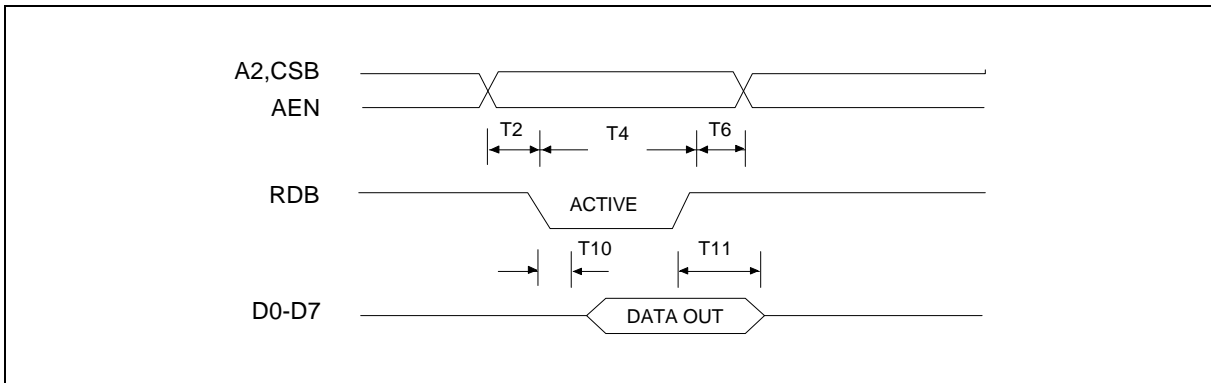 A2,CSB
AEN
T2 T4 T6
RDB
ACTIVE
T10 T11
D0-D7
DATA OUT